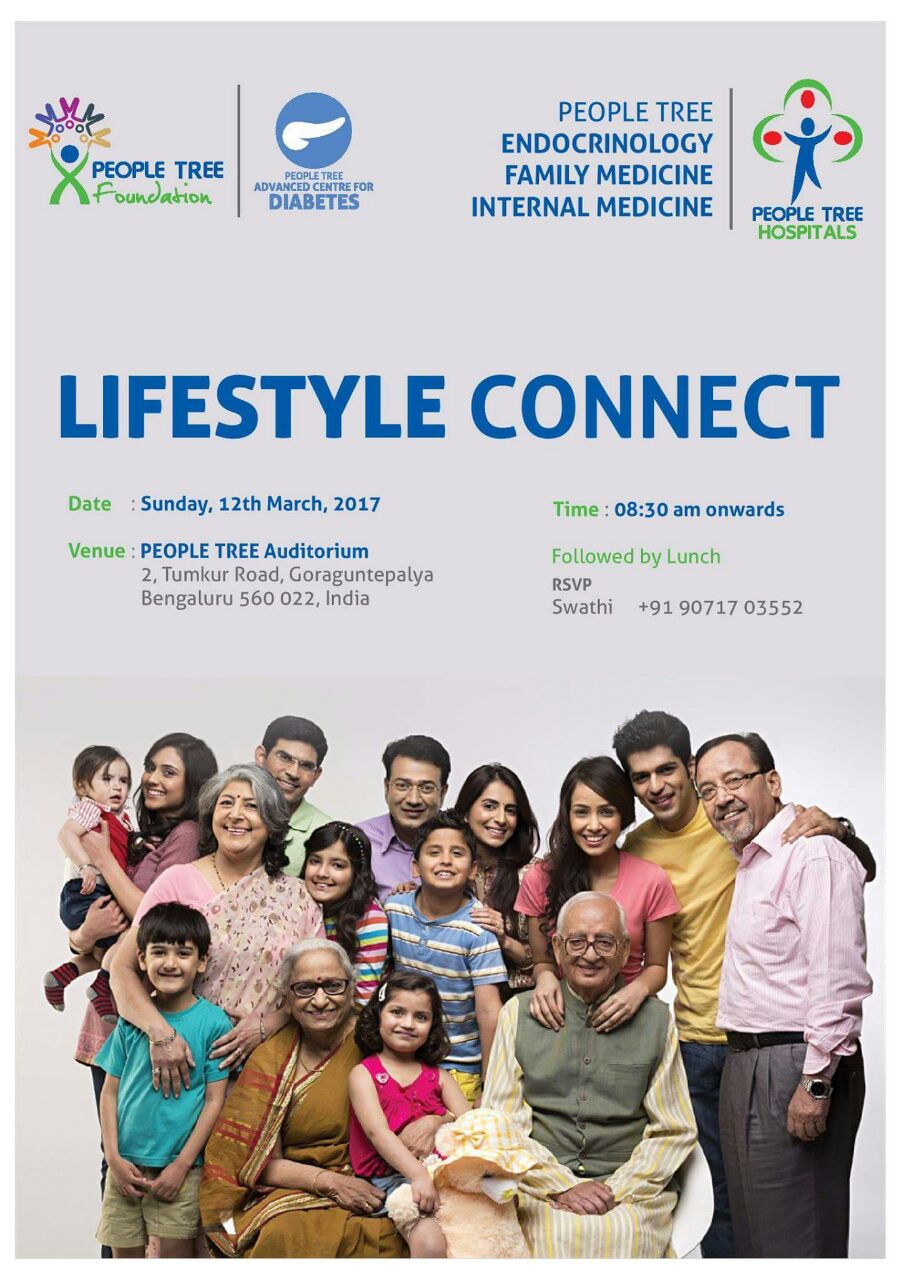 PEOPLE TREE
Foundation
PEOPLE TREE
ADVANCED CENTRE FOR
DIABETES
PEOPLE TREE
ENDOCRINOLOGY
FAMILY MEDICINE
INTERNAL MEDICINE
PEOPLE TREE
HOSPITALS
LIFESTYLE CONNECT
Date : Sunday, 12th March, 2017
Venue : PEOPLE TREE Auditorium
2, Tumkur Road, Goraguntepalya
Bengaluru 560 022, India
Time : 08:30 am onwards
Followed by Lunch
RSVP
Swathi +91 90717 03552